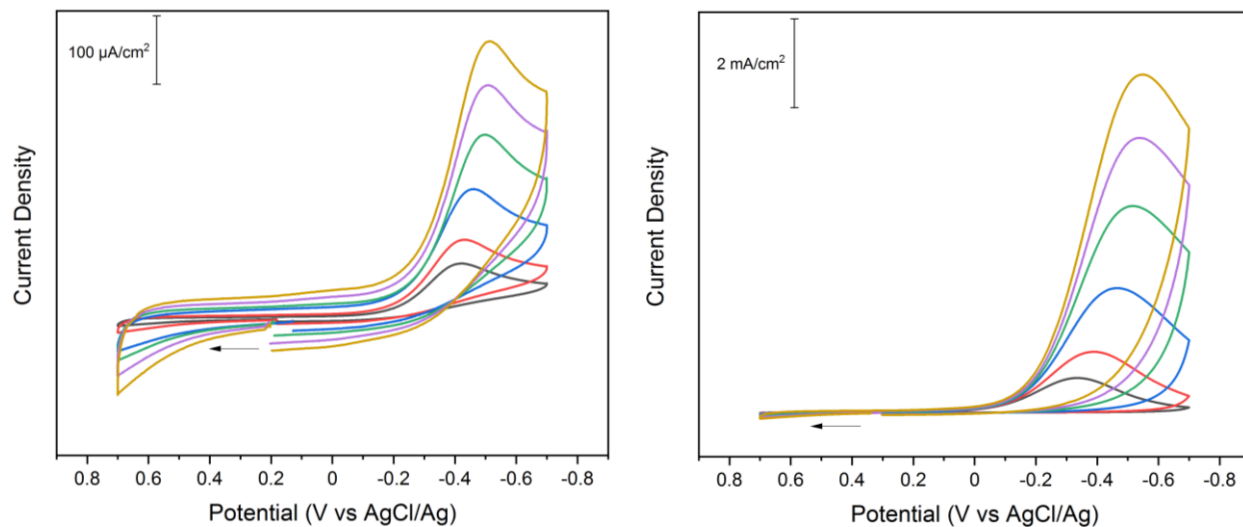 100 µA/cm²
Current Density
0.8 0.6 0.4 0.2 0 -0.2 -0.4 -0.6 -0.8
Potential (V vs AgCl/Ag)
2 mA/cm²
Current Density
0.8 0.6 0.4 0.2 0 -0.2 -0.4 -0.6 -0.8
Potential (V vs AgCl/Ag)